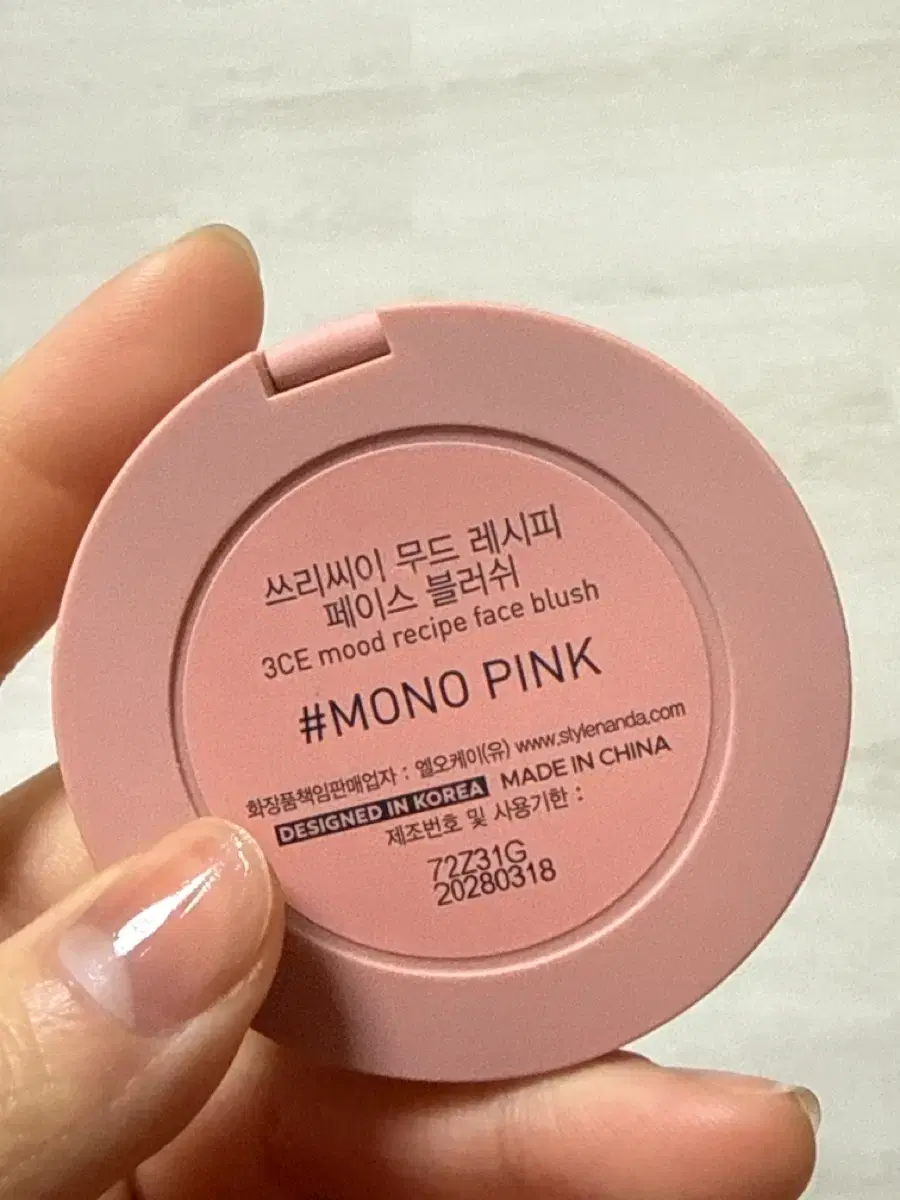 쓰리씨이 무드 레시피
페이스 블러쉬
3CE mood recipe face blush
#MONO PINK
화장품책임판매업자 : 엘오케이(유) www.stylenanda.com
DESIGNED IN KOREA MADE IN CHINA
제조번호 및 사용기한 :
72Z31G
20280318